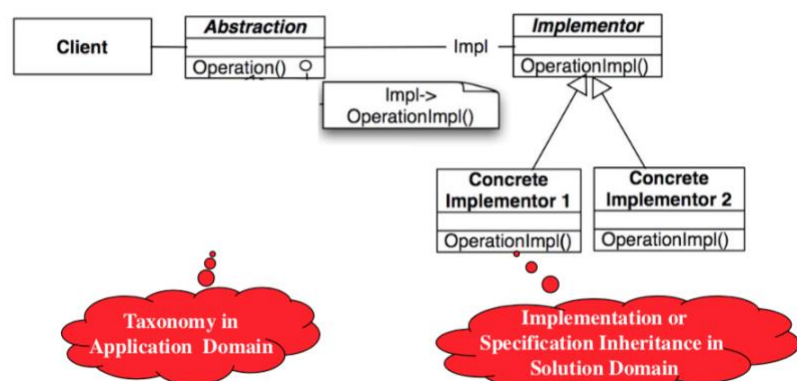 Client
Abstraction
Operation()
Impl
Implementor
OperationImpl()
Impl->
OperationImpl()
Concrete
Implementor 1
OperationImpl()
Concrete
Implementor 2
OperationImpl()
Taxonomy in
Application Domain
Implementation or
Specification Inheritance in
Solution Domain